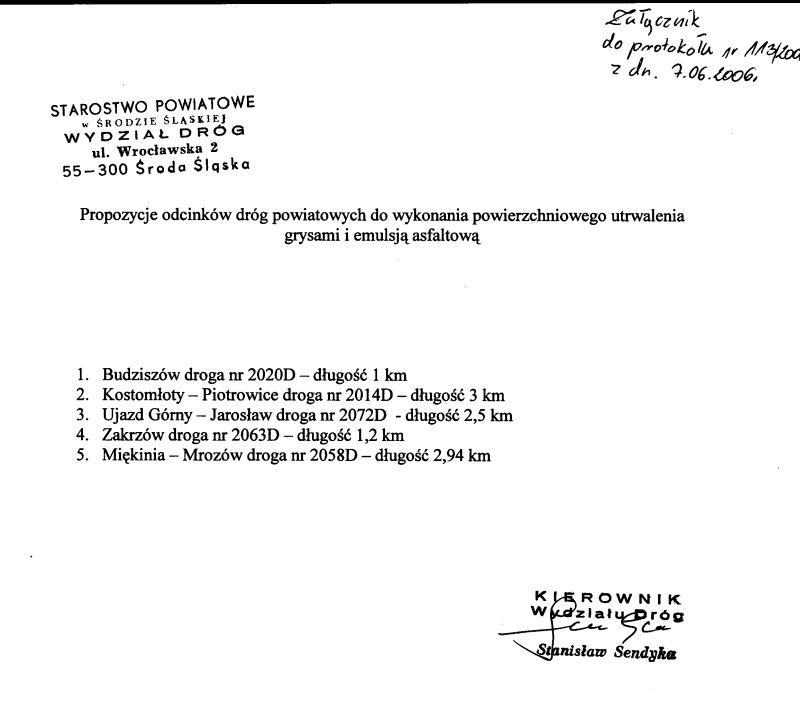 Załącznik
do protokołu nr 113/200
z dn. 7.06.2006.
STAROSTWO POWIATOWE
w ŚRODZIE ŚLĄSKIEJ
WYDZIAŁ DRÓG
ul. Wrocławska 2
55-300 Środa Śląska
Propozycje odcinków dróg powiatowych do wykonania powierzchniowego utrwalenia
grysami i emulsją asfaltową
1. Budziszów droga nr 2020D – długość 1 km
2. Kostomłoty – Piotrowice droga nr 2014D – długość 3 km
3. Ujazd Górny – Jarosław droga nr 2072D - długość 2,5 km
4. Zakrzów droga nr 2063D – długość 1,2 km
5. Miękinia – Mrozów droga nr 2058D – długość 2,94 km
KIEROWNIK
Wydziału Dróg
Stanisław Sendyka